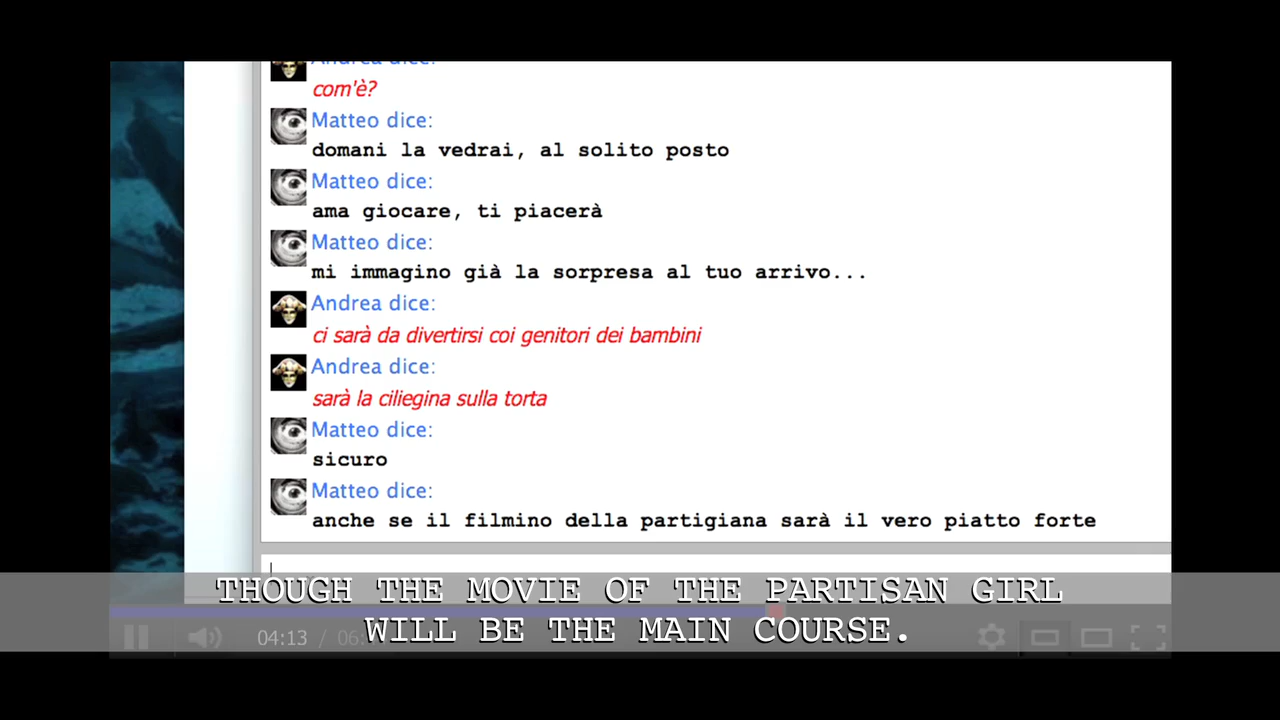 Andrea dice:
com'è?
Matteo dice:
domani la vedrai, al solito posto
Matteo dice:
ama giocare, ti piacerà
Matteo dice:
mi immagino già la sorpresa al tuo arrivo...
Andrea dice:
ci sarà da divertirsi coi genitori dei bambini
Andrea dice:
sarà la ciliegina sulla torta
Matteo dice:
sicuro
Matteo dice:
anche se il filmino della partigiana sarà il vero piatto forte
THOUGH THE MOVIE OF THE PARTISAN GIRL
WILL BE THE MAIN COURSE.
04:13 /